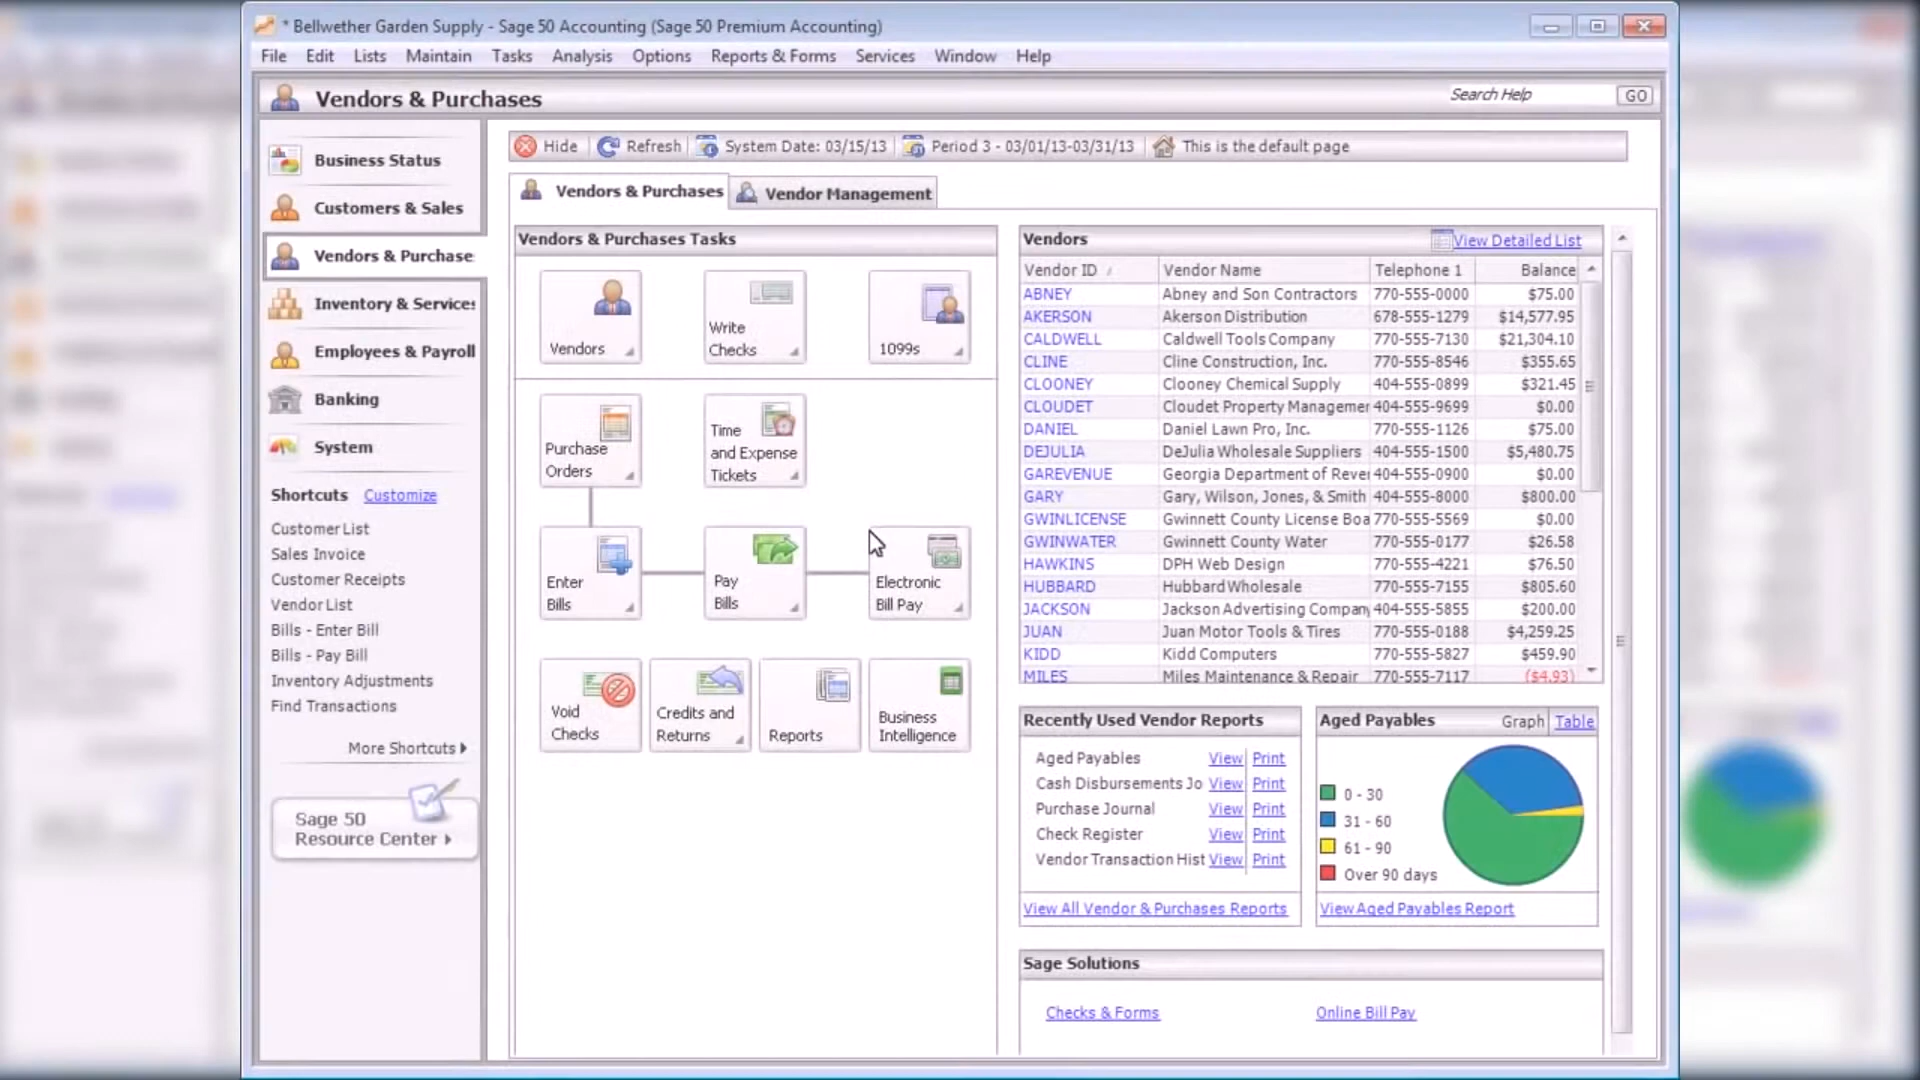 * Bellwether Garden Supply - Sage 50 Accounting (Sage 50 Premium Accounting)
File Edit Lists Maintain Tasks Analysis Options Reports & Forms Services Window Help
Vendors & Purchases
Search Help GO
Business Status
Customers & Sales
Vendors & Purchase
Inventory & Services
Employees & Payroll
Banking
System
Shortcuts Customize
Customer List
Sales Invoice
Customer Receipts
Vendor List
Bills - Enter Bill
Bills - Pay Bill
Inventory Adjustments
Find Transactions
More Shortcuts
Sage 50
Resource Center
Hide Refresh System Date: 03/15/13 Period 3 - 03/01/13-03/31/13 This is the default page
Vendors & Purchases Vendor Management
Vendors & Purchases Tasks
Vendors
Write
Checks
1099s
Purchase
Orders
Time
and Expense
Tickets
Enter
Bills
Pay
Bills
Electronic
Bill Pay
Void
Checks
Credits and
Returns
Reports
Business
Intelligence
Vendors View Detailed List
Vendor ID / Vendor Name Telephone 1 Balance
ABNEY Abney and Son Contractors 770-555-0000 $75.00
AKERSON Akerson Distribution 678-555-1279 $14,577.95
CALDWELL Caldwell Tools Company 770-555-7130 $21,304.10
CLINE Cline Construction, Inc. 770-555-8546 $355.65
CLOONEY Clooney Chemical Supply 404-555-0899 $321.45
CLOUDET Cloudet Property Managemer 404-555-9699 $0.00
DANIEL Daniel Lawn Pro, Inc. 770-555-1126 $75.00
DEJULIA DeJulia Wholesale Suppliers 404-555-1500 $5,480.75
GAREVENUE Georgia Department of Rever 404-555-0900 $0.00
GARY Gary, Wilson, Jones, & Smith 404-555-8000 $800.00
GWINLICENSE Gwinnett County License Boa 770-555-5569 $0.00
GWINWATER Gwinnett County Water 770-555-0177 $26.58
HAWKINS DPH Web Design 770-555-4221 $76.50
HUBBARD Hubbard Wholesale 770-555-7155 $805.60
JACKSON Jackson Advertising Company 404-555-5855 $200.00
JUAN Juan Motor Tools & Tires 770-555-0188 $4,259.25
KIDD Kidd Computers 770-555-5827 $459.90
MILES Miles Maintenance & Repair 770-555-7117 ($4.93)
Recently Used Vendor Reports
Aged Payables View Print
Cash Disbursements Jo View Print
Purchase Journal View Print
Check Register View Print
Vendor Transaction Hist View Print
View All Vendor & Purchases Reports
Aged Payables Graph Table
0 - 30
31 - 60
61 - 90
Over 90 days
View Aged Payables Report
Sage Solutions
Checks & Forms Online Bill Pay